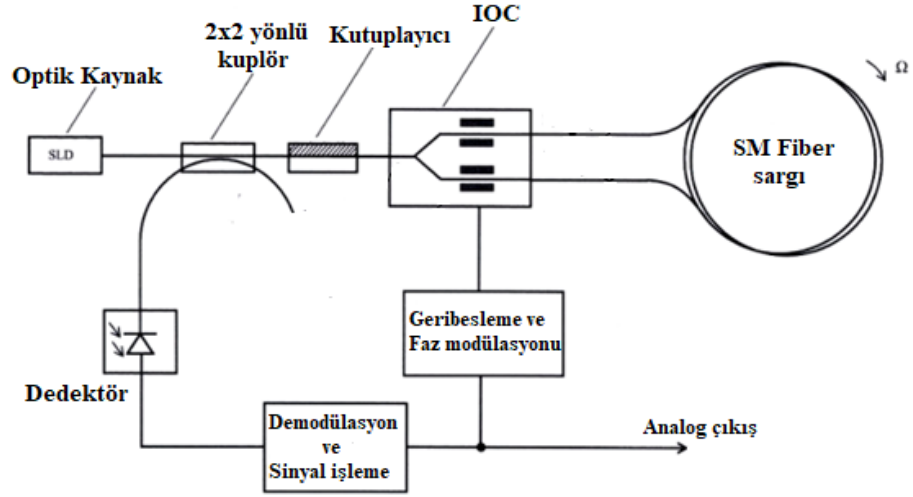 IOC
2x2 yönlü
kuplör
Kutuplayıcı
Optik Kaynak
Ω
SLD
SM Fiber
sargı
Geribesleme ve
Faz modülasyonu
Dedektör
Demodülasyon
ve
Sinyal işleme
Analog çıkış